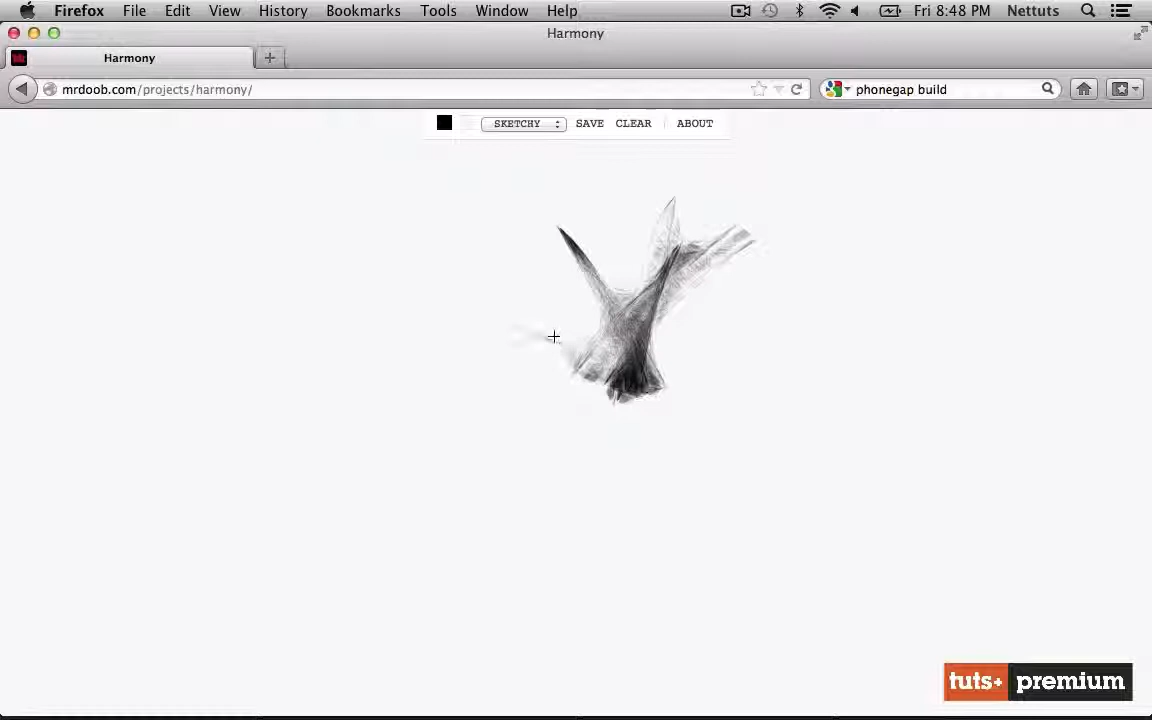 Firefox File Edit View History Bookmarks Tools Window Help Fri 8:48 PM Nettuts
Harmony
Harmony
mrdoob.com/projects/harmony/ phonegap build
SKETCHY SAVE CLEAR | ABOUT
tuts+ premium